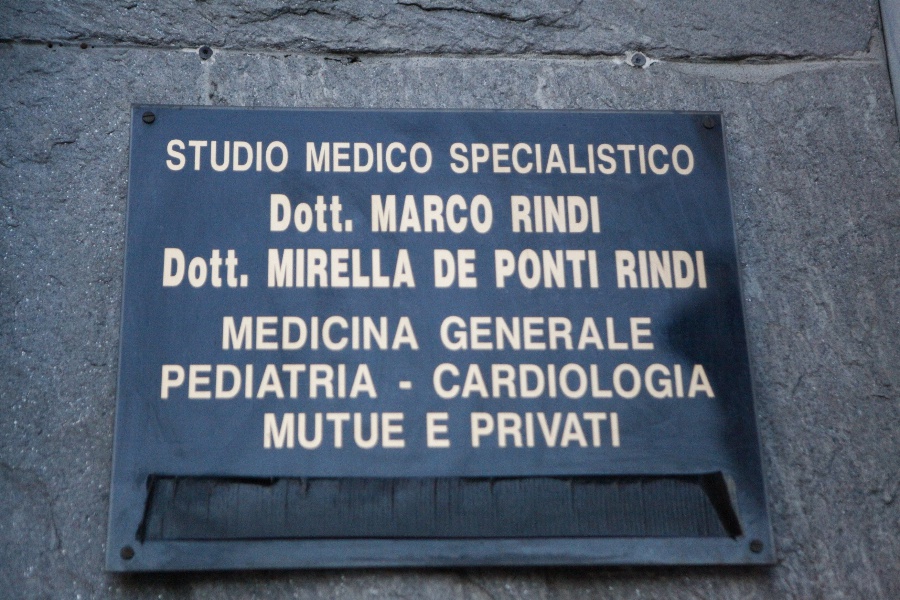 STUDIO MEDICO SPECIALISTICO
Dott. MARCO RINDI
Dott. MIRELLA DE PONTI RINDI
MEDICINA GENERALE
PEDIATRIA - CARDIOLOGIA
MUTUE E PRIVATI